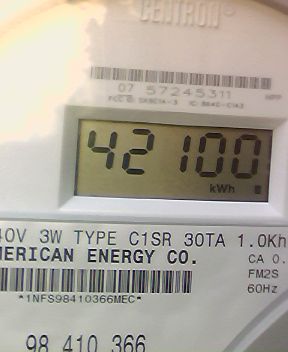 CENTRON®
07 57245311
42100
kWh
40V 3W TYPE C1SR 30TA 1.0Kh
MERICAN ENERGY CO.
CA 0.
FM2S
*1NFS98410366MEC*
60Hz
98 410 366